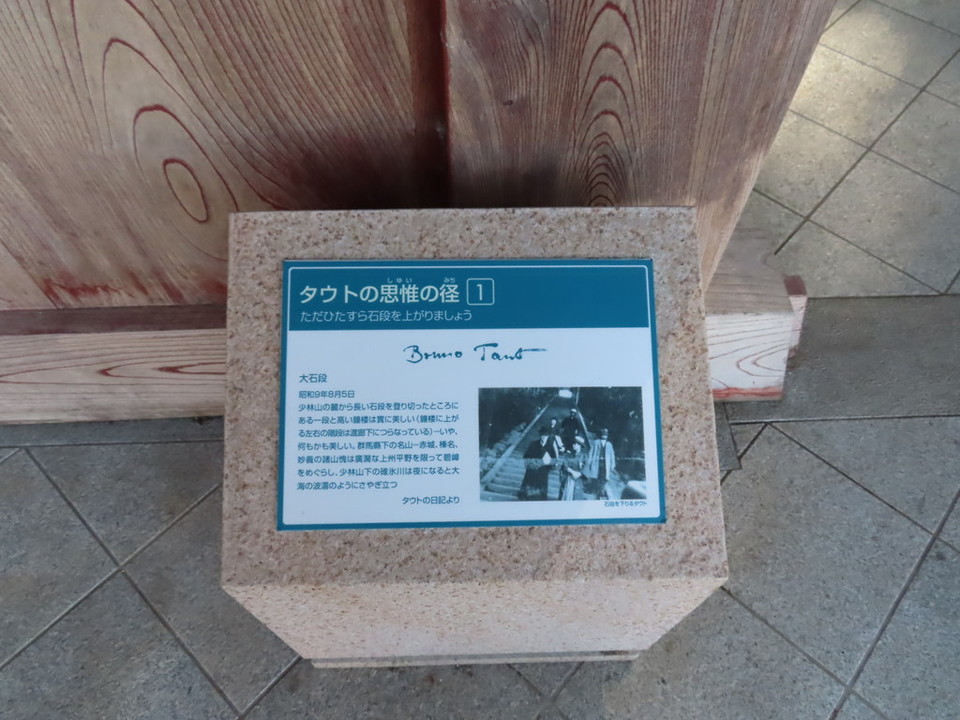 タウトの思惟の径 1
しゆい みち
ただひたすら石段を上がりましょう
Bruno Taut
大石段
昭和9年8月5日
少林山の麓から長い石段を登り切ったところに
ある一段と高い鐘楼は實に美しい(鐘楼に上が
る左右の階段は渡廊下につらなっている)ーいや、
何もかも美しい。群馬縣下の名山ー赤城、榛名、
妙義の諸山塊は廣濶な上州平野を限って碧峰
をめぐらし、少林山下の碓氷川は夜になると大
海の波濤のようにさやぎ立つ
タウトの日記より
石段を下りるタウト